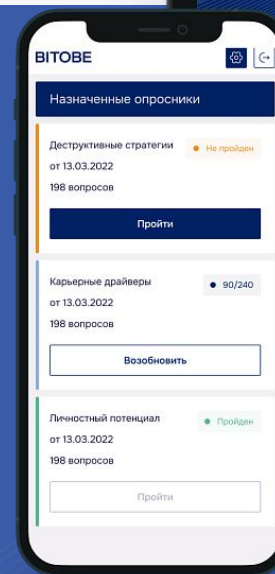 BITOBE
Назначенные опросники
Деструктивные стратегии
Не пройден
от 13.03.2022
198 вопросов
Пройти
Карьерные драйверы
90/240
от 13.03.2022
198 вопросов
Возобновить
Личностный потенциал
Пройден
от 13.03.2022
198 вопросов
Пройти